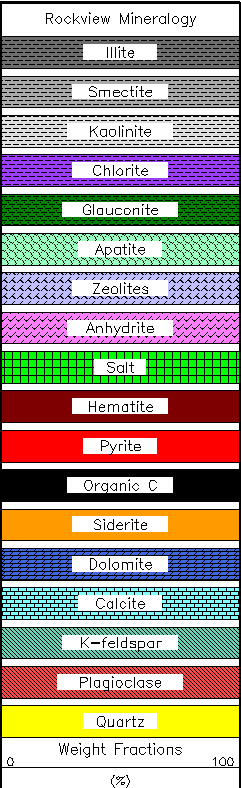 Rockview Mineralogy
Illite
Smectite
Kaolinite
Chlorite
Glauconite
Apatite
Zeolites
Anhydrite
Salt
Hematite
Pyrite
Organic C
Siderite
Dolomite
Calcite
K-feldspar
Plagioclase
Quartz
Weight Fractions
0 100
(%)